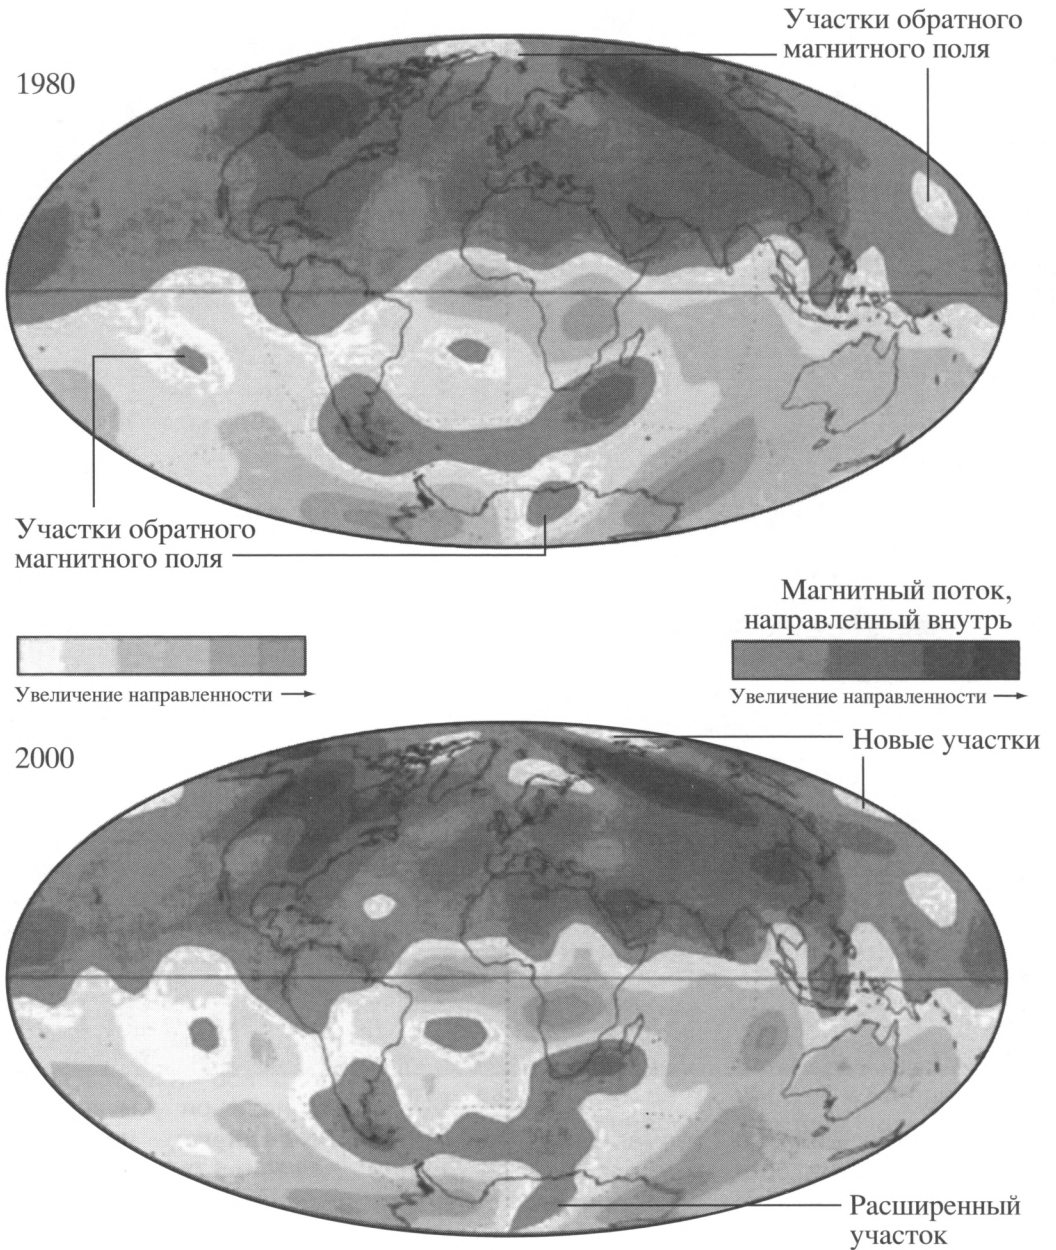 Участки обратного
магнитного поля
1980
Участки обратного
магнитного поля
Магнитный поток,
направленный внутрь
Увеличение направленности
Увеличение направленности
2000
Новые участки
Расширенный
участок